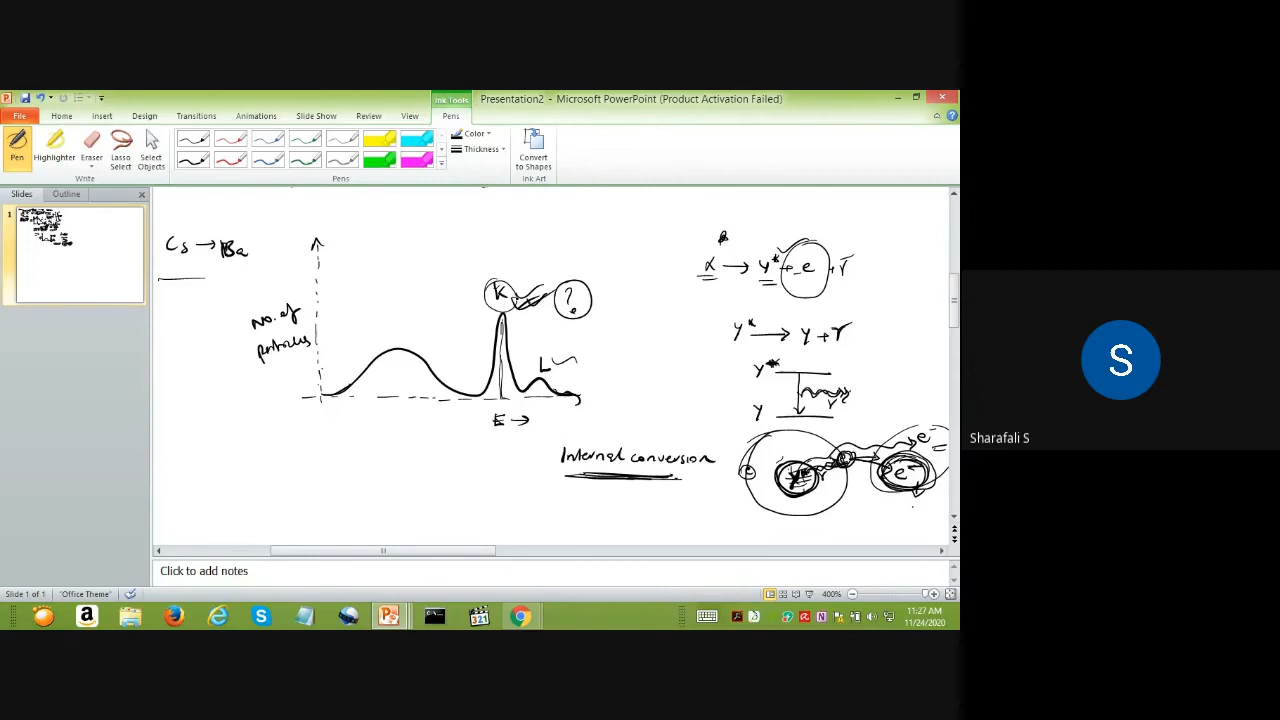 Ink Tools
Presentation2 - Microsoft PowerPoint (Product Activation Failed)
File Home Insert Design Transitions Animations Slide Show Review View Pens
Pen Highlighter Eraser Lasso Select Select Objects
Color
Thickness
Convert to Shapes
Write
Pens
Ink Art
Slides Outline
1
Cs → Ba
No. of
particles
K
?
e
L
E →
X → Y* + -e + ν̄
Y* → Y + γ
Y*
γ
Y
Internal conversion
e
Y*
γ
e⁻
e⁻
Click to add notes
Slide 1 of 1
"Office Theme"
400%
11:27 AM
11/24/2020
S
Sharafali S